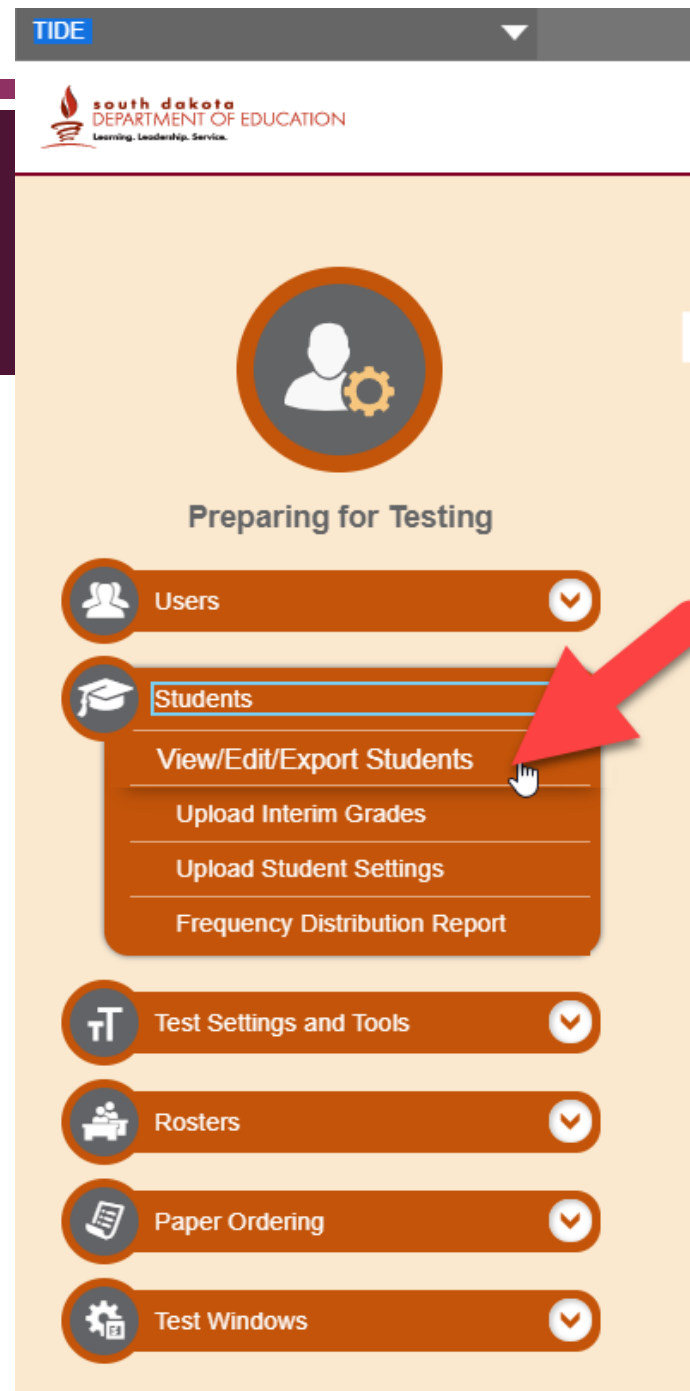 TIDE
south dakota
DEPARTMENT OF EDUCATION
Learning. Leadership. Service.
Preparing for Testing
Users
Students
View/Edit/Export Students
Upload Interim Grades
Upload Student Settings
Frequency Distribution Report
TT
Test Settings and Tools
Rosters
Paper Ordering
Test Windows